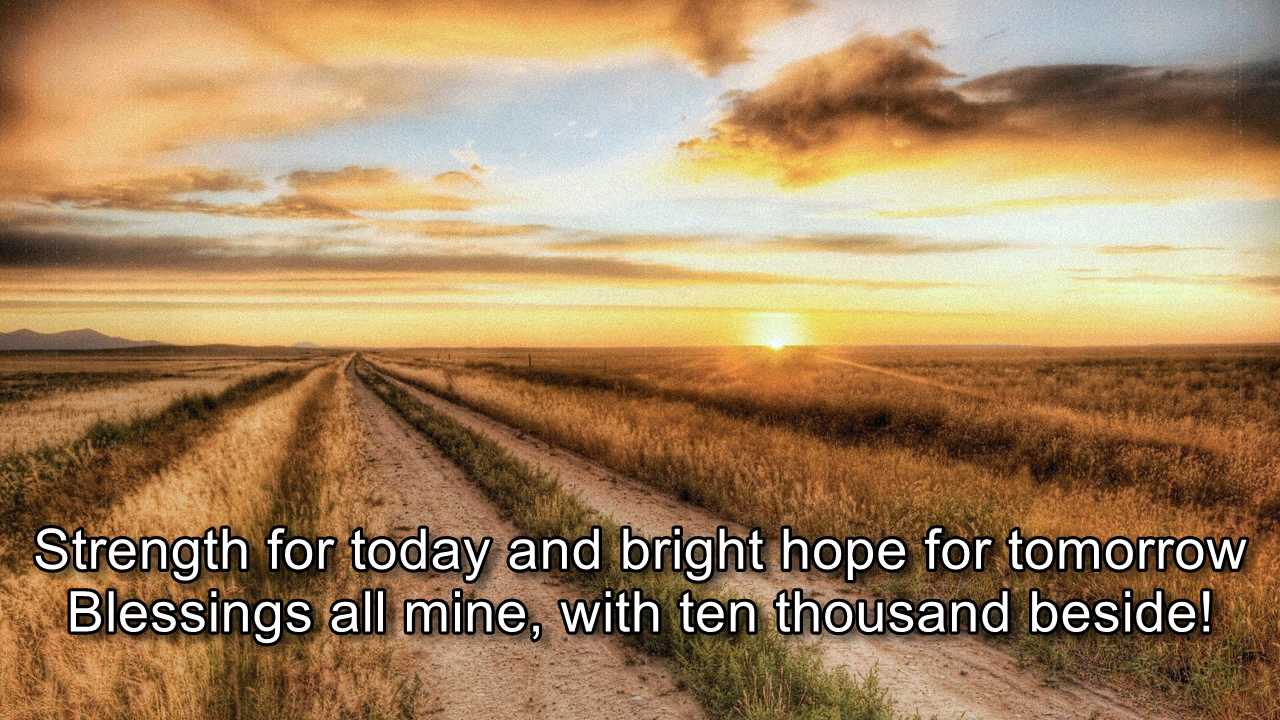 Strength for today and bright hope for tomorrow
Blessings all mine, with ten thousand beside!